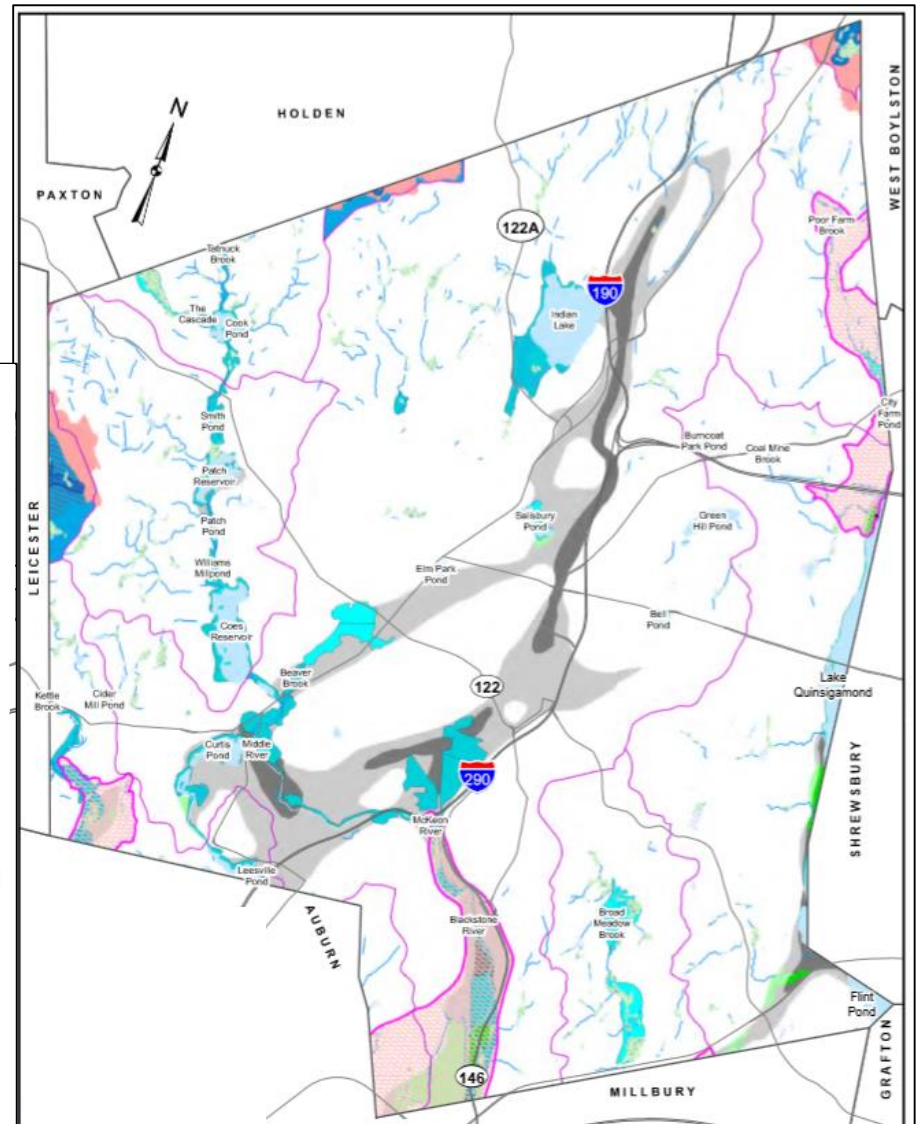 N
HOLDEN
WEST BOYLSTON
PAXTON
122A
Poor Farm
Brook
Tatnuck
Brook
190
The
Cascade
Cook
Pond
Indian
Lake
City
Farm
Pond
Smith
Pond
Burncoat
Park Pond
Coal Mine
Brook
Patch
Reservoir
LEICESTER
Patch
Pond
Salisbury
Pond
Green
Hill Pond
Williams
Millpond
Elm Park
Pond
Coes
Reservoir
Bell
Pond
Beaver
Brook
122
Lake
Quinsigamond
Kettle
Brook
Cider
Mill Pond
Curtis
Pond
Middle
River
290
SHREWSBURY
McKeon
River
Leesville
Pond
AUBURN
Blackstone
River
Broad
Meadow
Brook
Flint
Pond
GRAFTON
146
MILLBURY